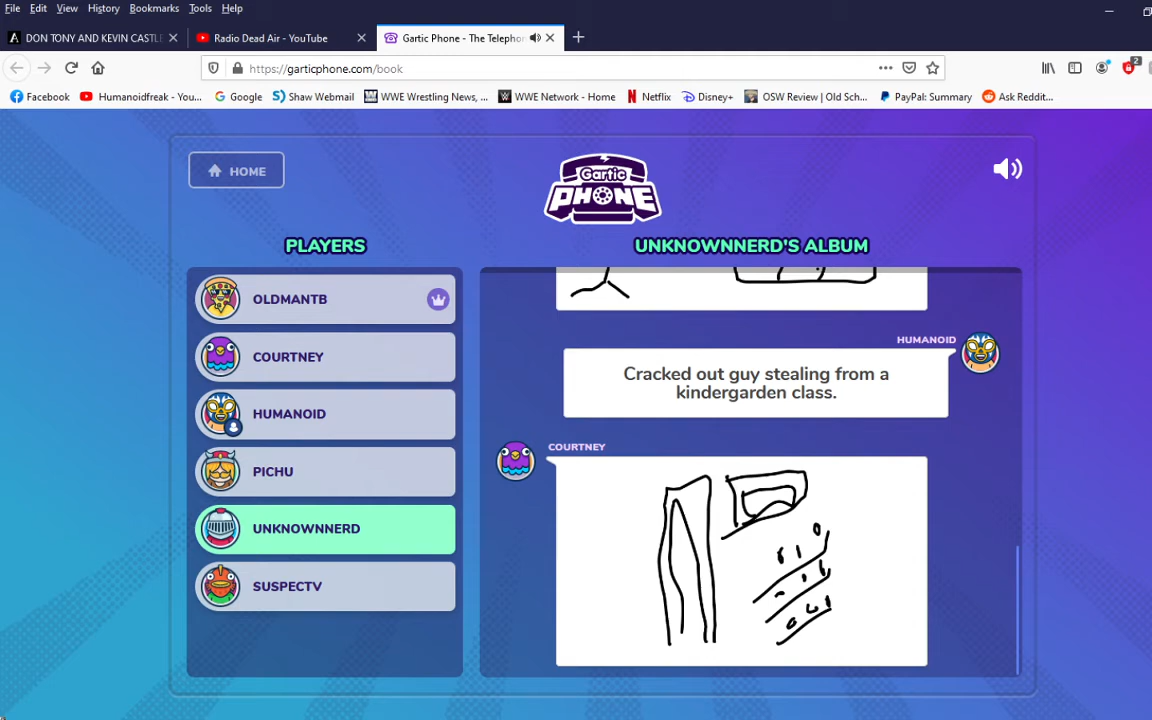 File Edit View History Bookmarks Tools Help
DON TONY AND KEVIN CASTLE
Radio Dead Air - YouTube
Gartic Phone - The Telephon
https://garticphone.com/book
2
Facebook
Humanoidfreak - You...
Google
Shaw Webmail
WWE Wrestling News, ...
WWE Network - Home
Netflix
Disney+
OSW Review | Old Sch...
PayPal: Summary
Ask Reddit...
HOME
Gartic
PHONE
PLAYERS
UNKNOWNNERD'S ALBUM
OLDMANTB
COURTNEY
HUMANOID
PICHU
UNKNOWNNERD
SUSPECTV
HUMANOID
Cracked out guy stealing from a
kindergarden class.
COURTNEY